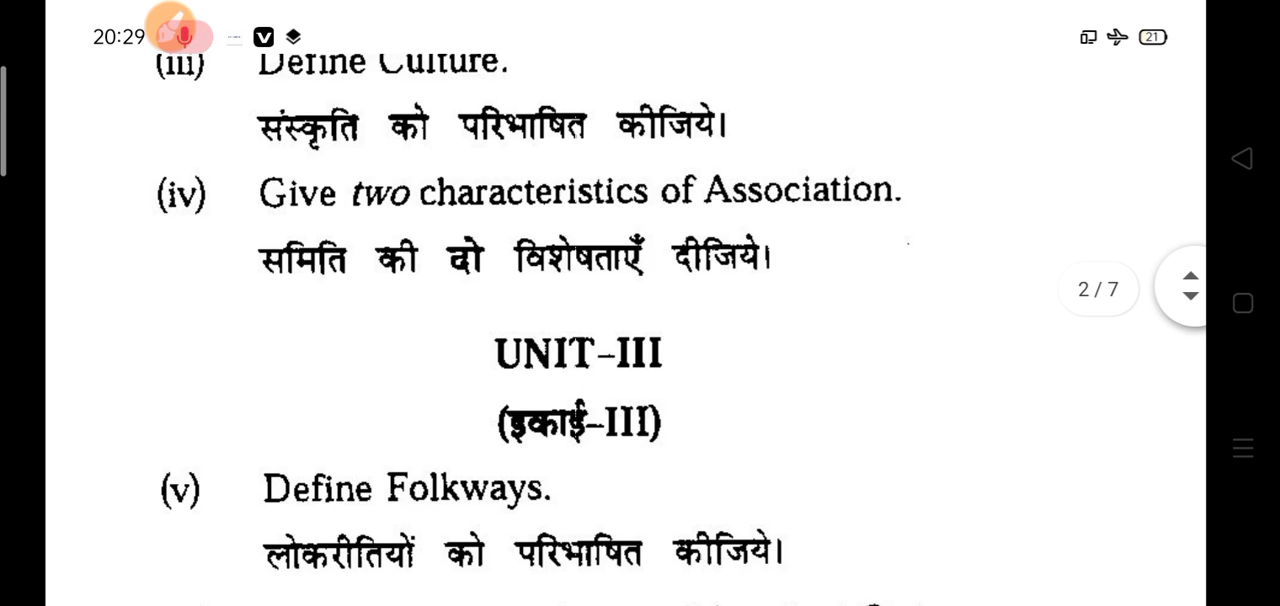 20:29
21
(iii) Define Culture.
संस्कृति को परिभाषित कीजिये।
(iv) Give two characteristics of Association.
समिति की दो विशेषताएँ दीजिये।
2 / 7
UNIT–III
(इकाई–III)
(v) Define Folkways.
लोकरीतियों को परिभाषित कीजिये।